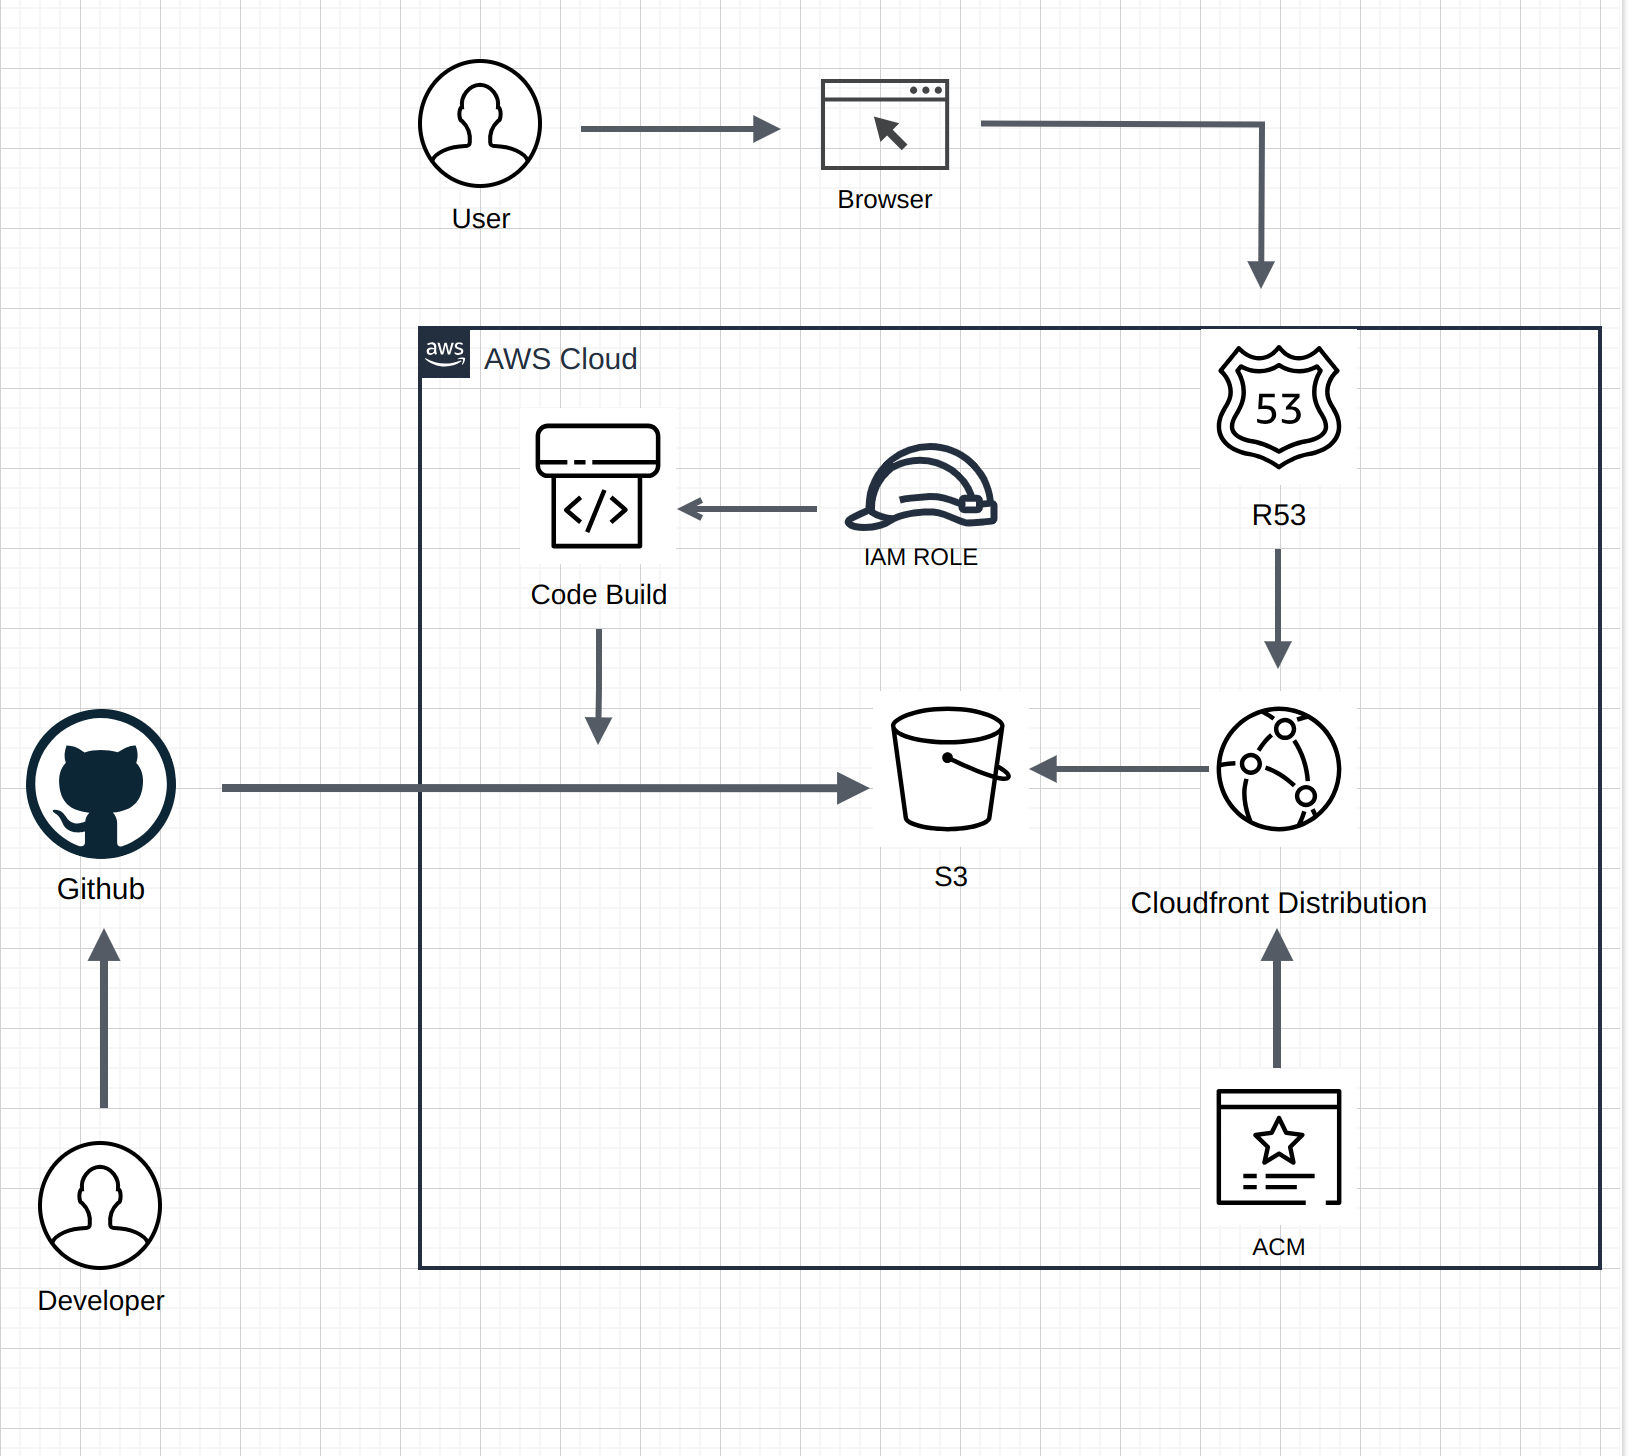 User
Browser
aws
AWS Cloud
53
R53
IAM ROLE
Code Build
Github
S3
Cloudfront Distribution
ACM
Developer